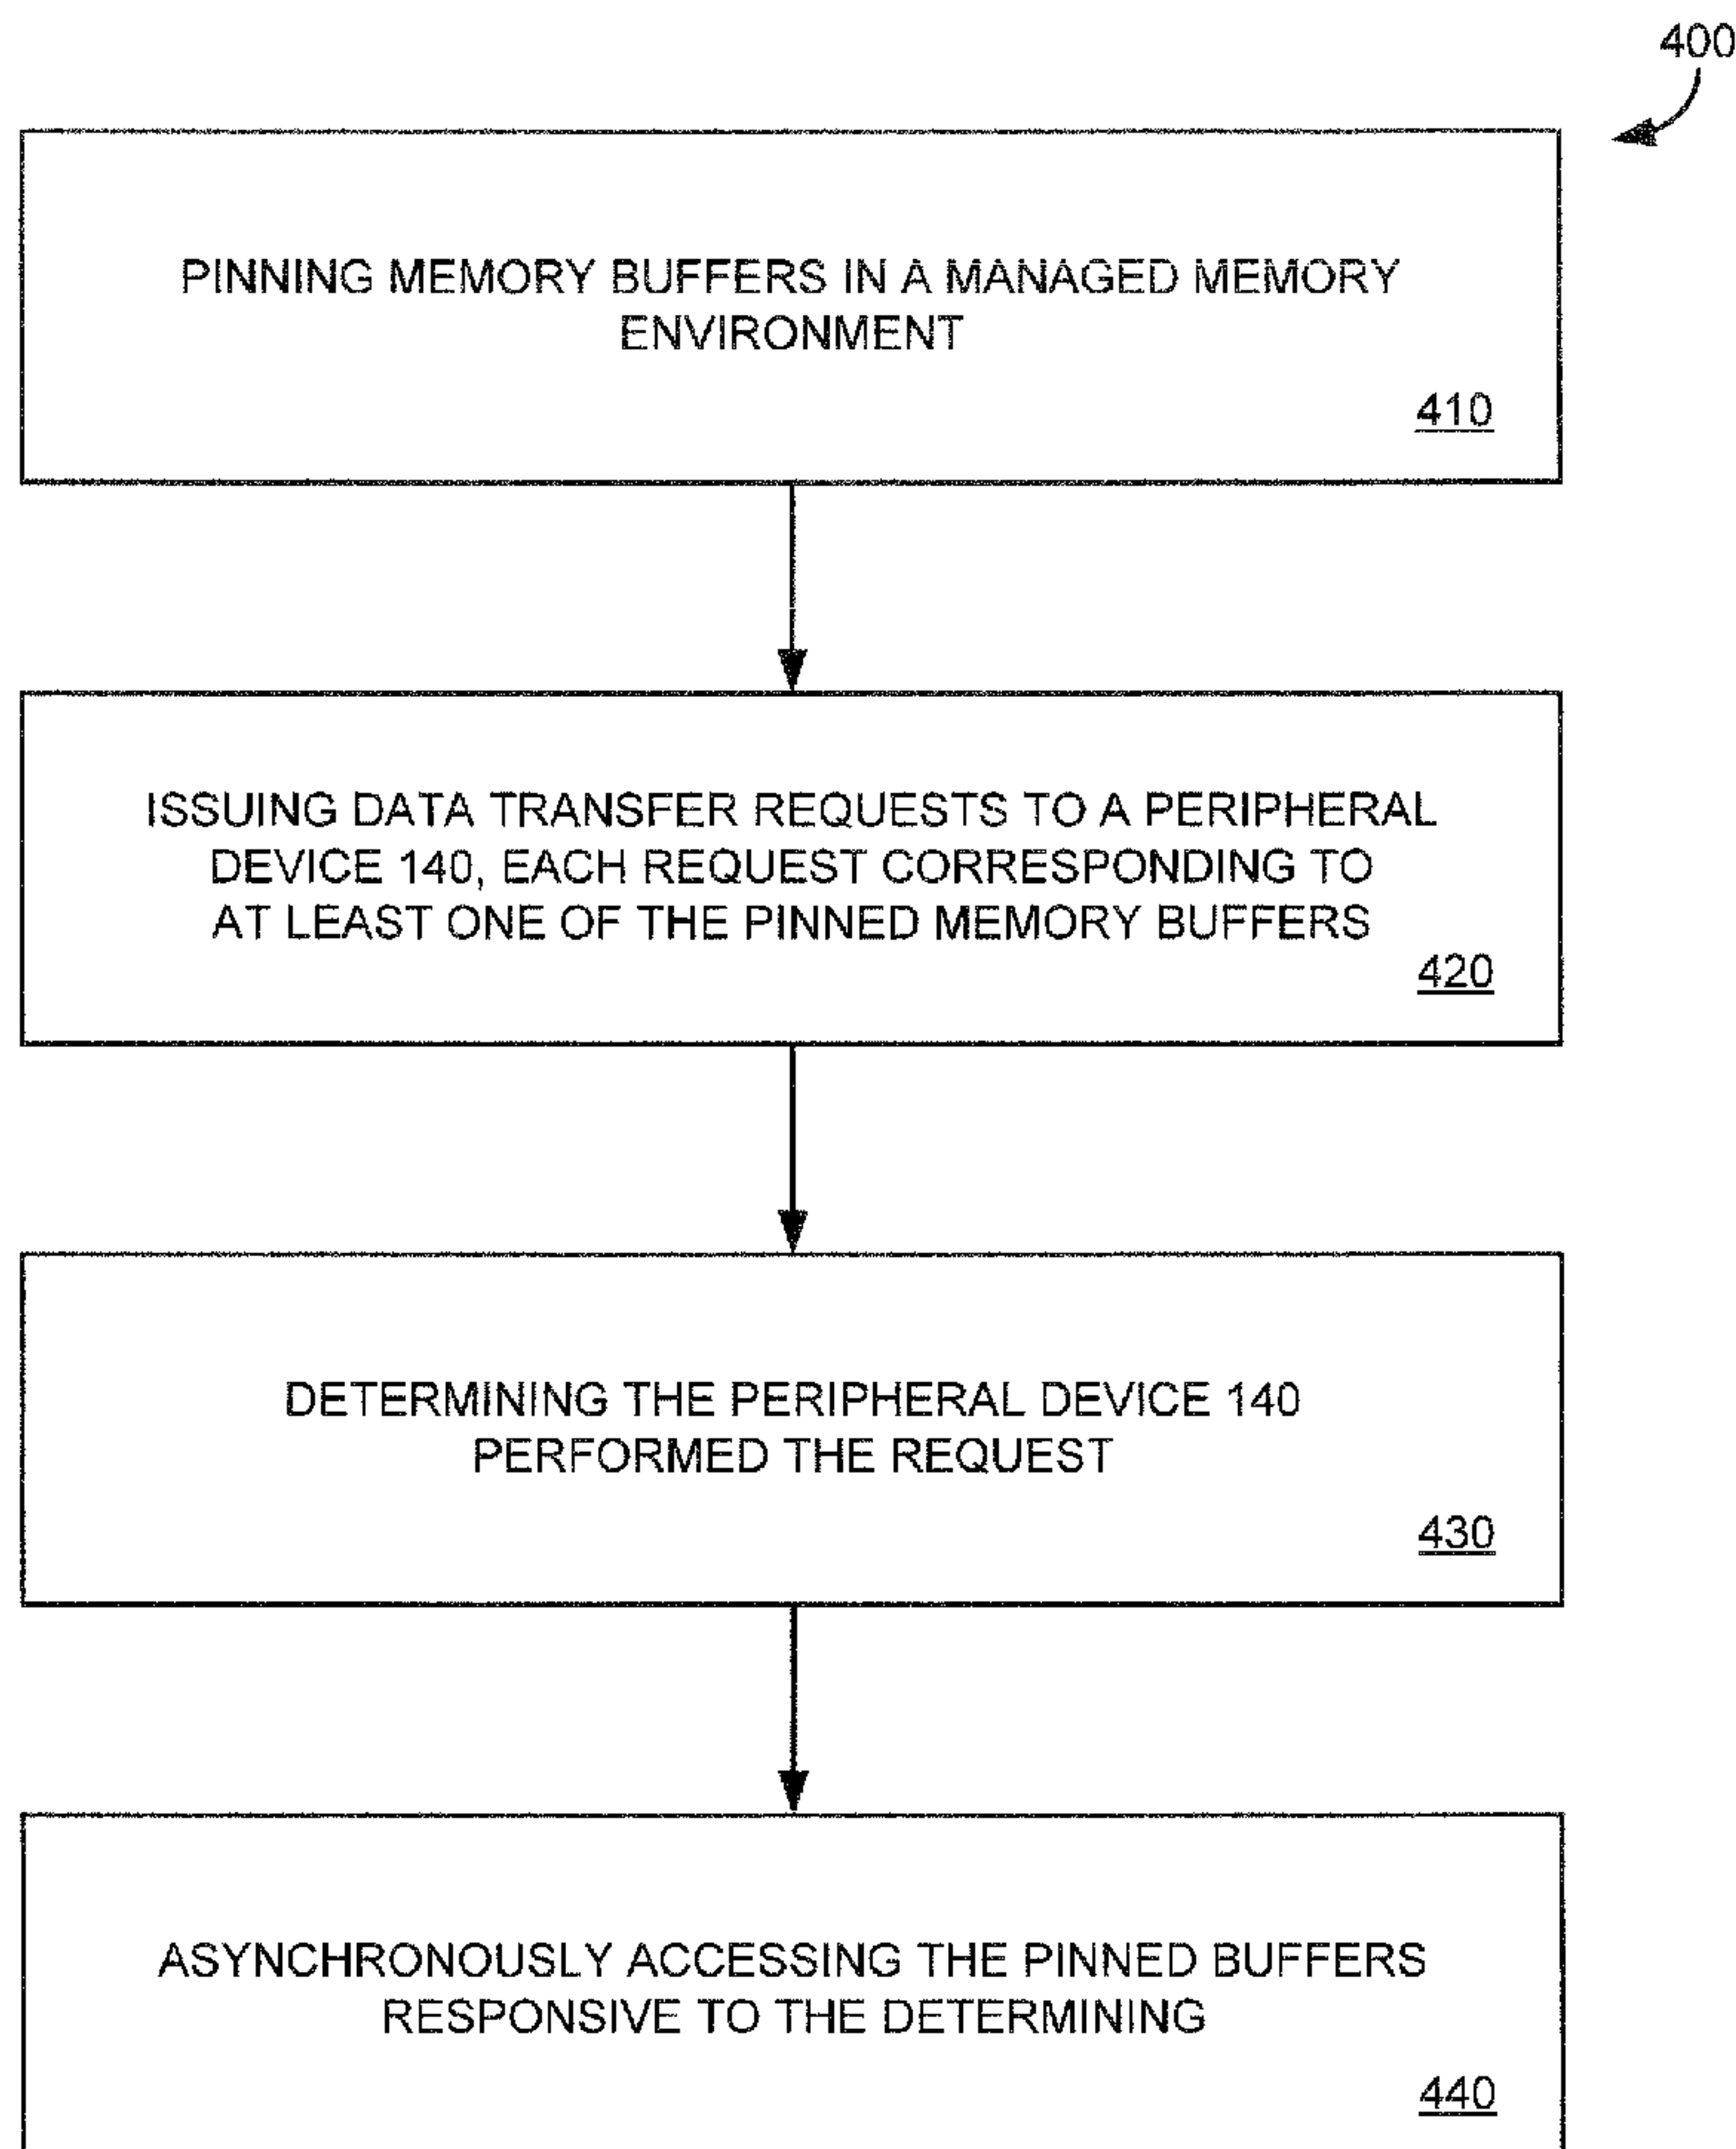 400
PINNING MEMORY BUFFERS IN A MANAGED MEMORY
ENVIRONMENT
410
ISSUING DATA TRANSFER REQUESTS TO A PERIPHERAL
DEVICE 140, EACH REQUEST CORRESPONDING TO
AT LEAST ONE OF THE PINNED MEMORY BUFFERS
420
DETERMINING THE PERIPHERAL DEVICE 140
PERFORMED THE REQUEST
430
ASYNCHRONOUSLY ACCESSING THE PINNED BUFFERS
RESPONSIVE TO THE DETERMINING
440